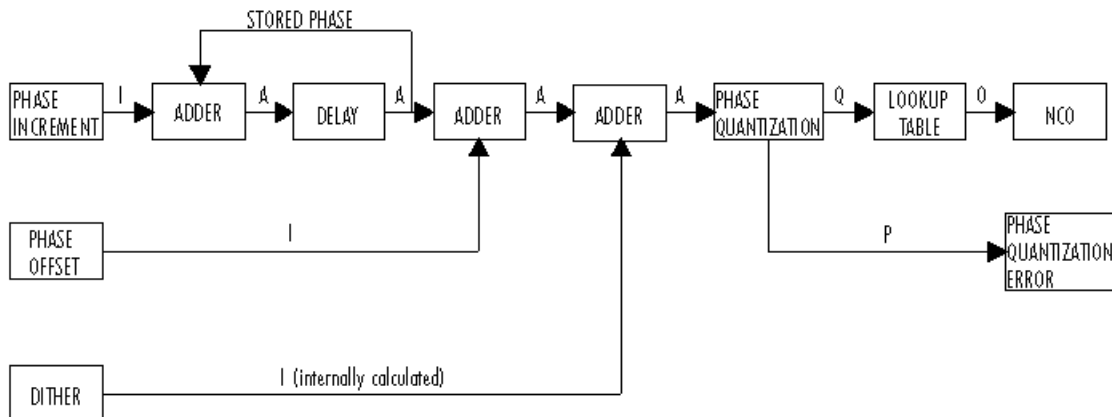 STORED PHASE
PHASE
INCREMENT
I
ADDER
A
DELAY
A
ADDER
A
ADDER
A
PHASE
QUANTIZATION
Q
LOOKUP
TABLE
O
NCO
PHASE
OFFSET
I
P
PHASE
QUANTIZATION
ERROR
DITHER
I (internally calculated)